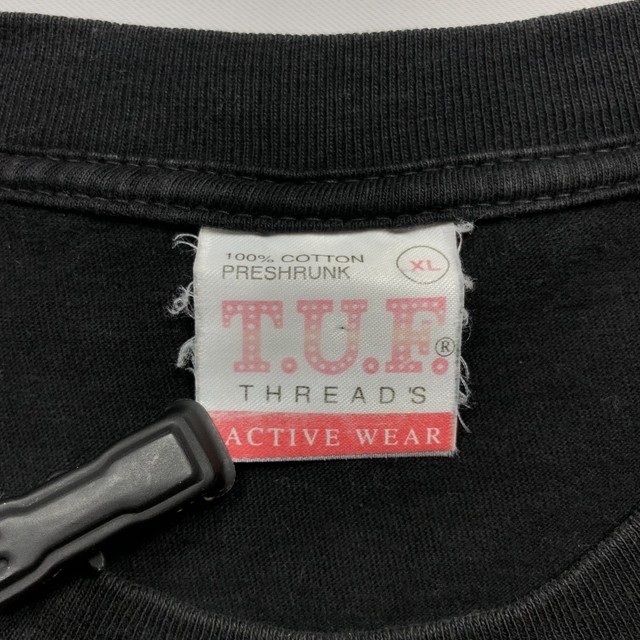 100% COTTON
PRESHRUNK
XL
T.U.F.®
THREAD'S
ACTIVE WEAR